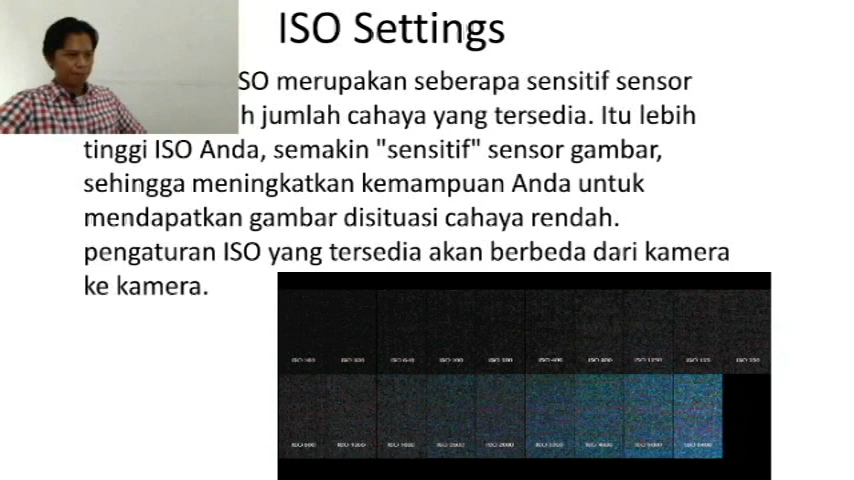 ISO Settings
SO merupakan seberapa sensitif sensor
h jumlah cahaya yang tersedia. Itu lebih
tinggi ISO Anda, semakin "sensitif" sensor gambar,
sehingga meningkatkan kemampuan Anda untuk
mendapatkan gambar disituasi cahaya rendah.
pengaturan ISO yang tersedia akan berbeda dari kamera
ke kamera.